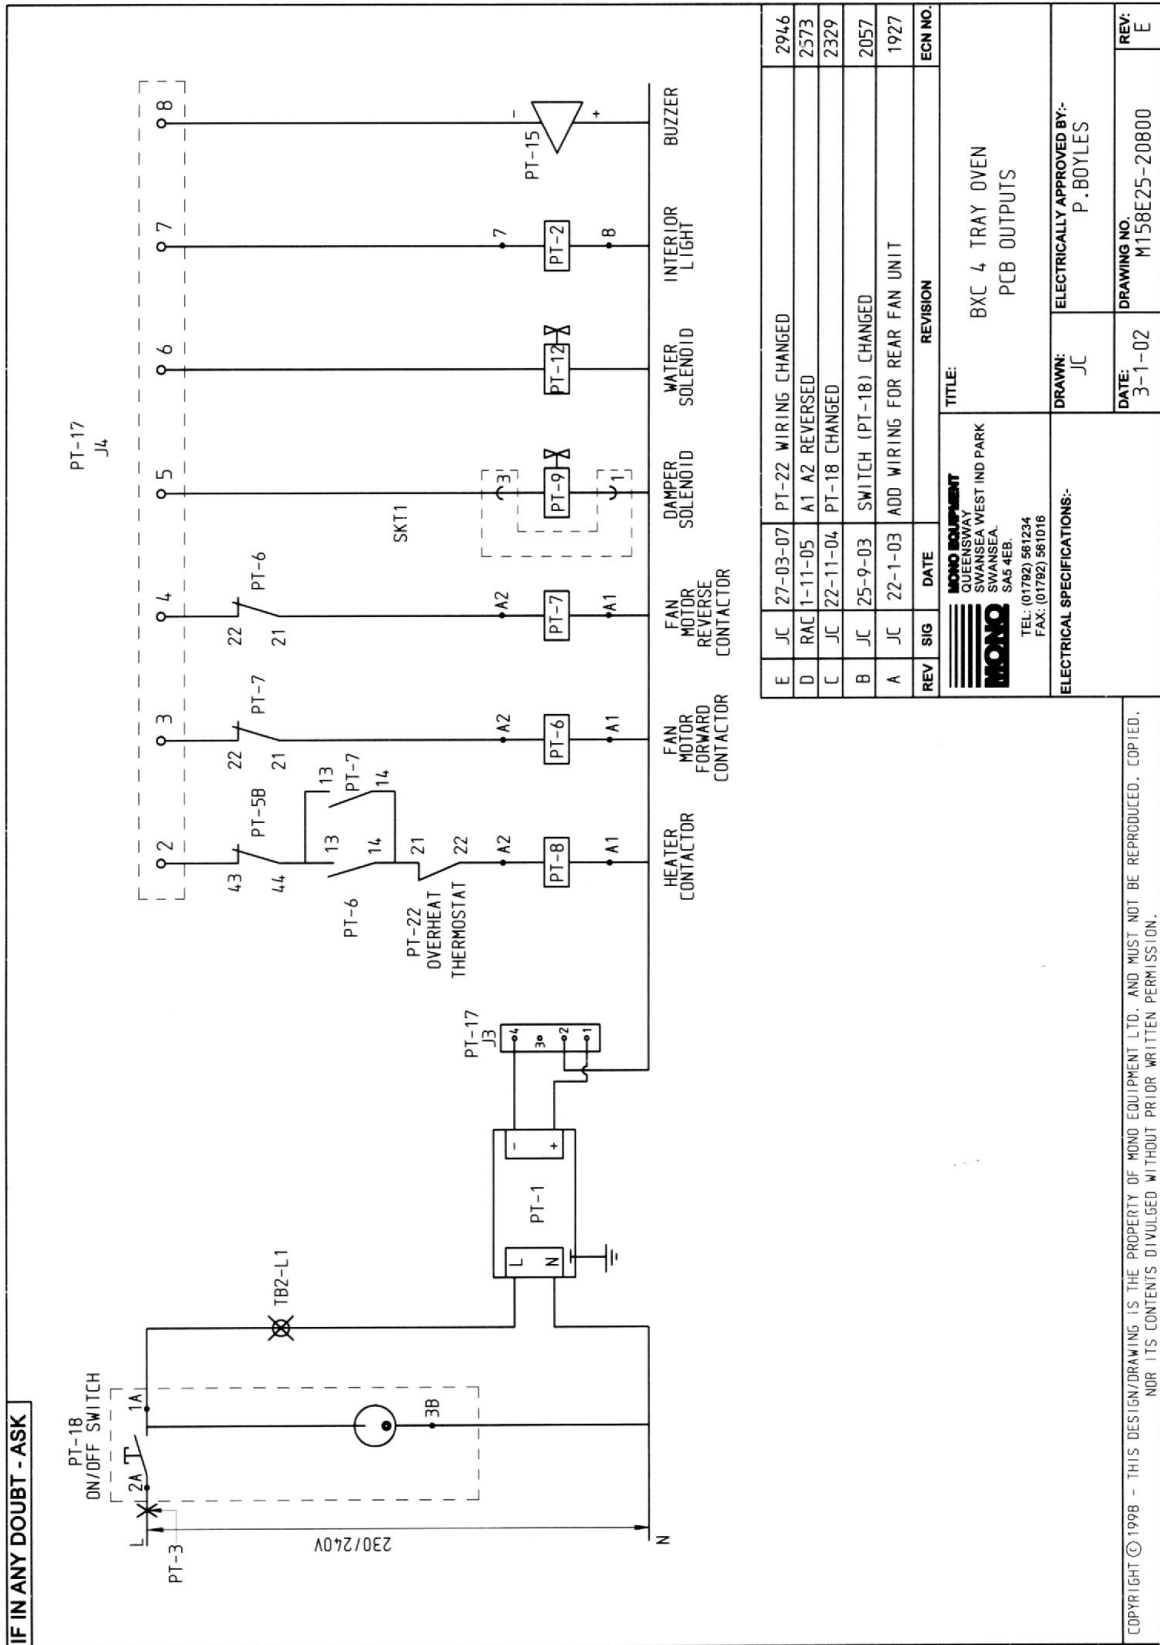 IF IN ANY DOUBT - ASK
PT-17
J4
2
3
4
5
6
7
8
PT-18
ON/OFF SWITCH
L
2A
1A
PT-3
3B
230/240V
N
TB2-L1
L
N
PT-1
-
+
PT-17
J3
4
3
2
1
43
PT-5B
44
13
PT-6
14
13
PT-7
14
21
22
PT-22
OVERHEAT
THERMOSTAT
A2
PT-8
A1
HEATER
CONTACTOR
22
PT-7
21
A2
PT-6
A1
FAN
MOTOR
FORWARD
CONTACTOR
22
PT-6
21
A2
PT-7
A1
FAN
MOTOR
REVERSE
CONTACTOR
SKT1
3
PT-9
1
DAMPER
SOLENOID
PT-12
WATER
SOLENOID
7
PT-2
8
INTERIOR
LIGHT
-
PT-15
+
BUZZER
E JC 27-03-07 PT-22 WIRING CHANGED 2946
D RAC 1-11-05 A1 A2 REVERSED 2573
C JC 22-11-04 PT-18 CHANGED 2329
B JC 25-9-03 SWITCH (PT-18) CHANGED 2057
A JC 22-1-03 ADD WIRING FOR REAR FAN UNIT 1927
REV SIG DATE REVISION ECN NO.
MONO
MONO EQUIPMENT
QUEENSWAY
SWANSEA WEST IND PARK
SWANSEA.
SA5 4EB.
TEL: (01792) 561234
FAX: (01792) 561016
TITLE:
BXC 4 TRAY OVEN
PCB OUTPUTS
ELECTRICAL SPECIFICATIONS:-
DRAWN:
JC
ELECTRICALLY APPROVED BY:-
P.BOYLES
DATE:
3-1-02
DRAWING NO.
M158E25-20800
REV:
E
COPYRIGHT © 1998 - THIS DESIGN/DRAWING IS THE PROPERTY OF MONO EQUIPMENT LTD. AND MUST NOT BE REPRODUCED, COPIED,
NOR ITS CONTENTS DIVULGED WITHOUT PRIOR WRITTEN PERMISSION.